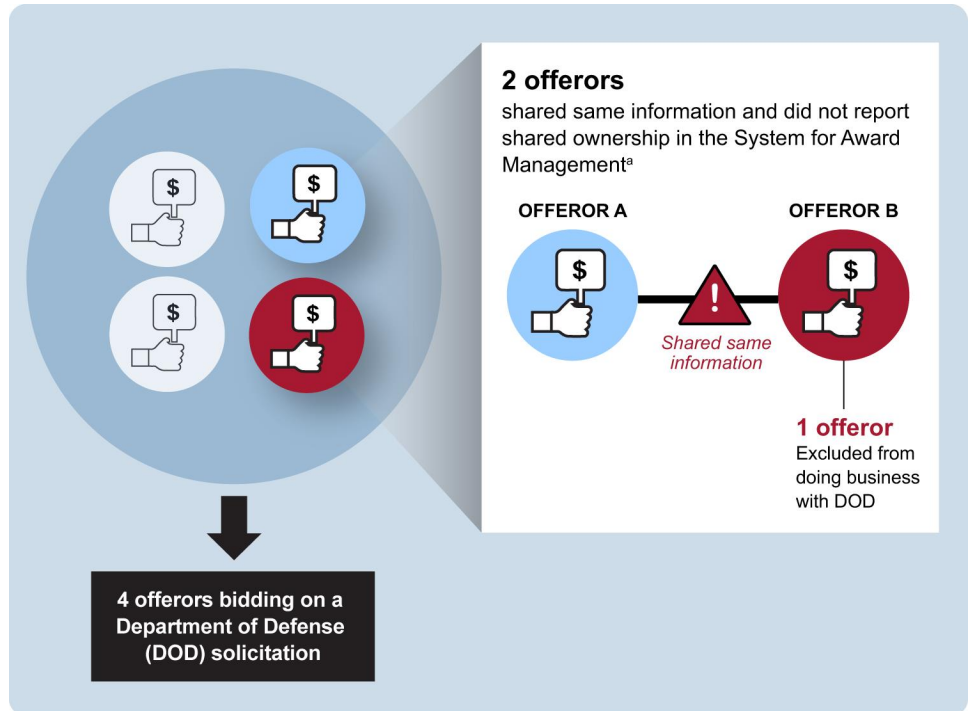 2 offerors
shared same information and did not report
shared ownership in the System for Award
Managementᵃ
OFFEROR A
OFFEROR B
$
$
$
$
$
$
!
Shared same
information
1 offeror
Excluded from
doing business
with DOD
4 offerors bidding on a
Department of Defense
(DOD) solicitation